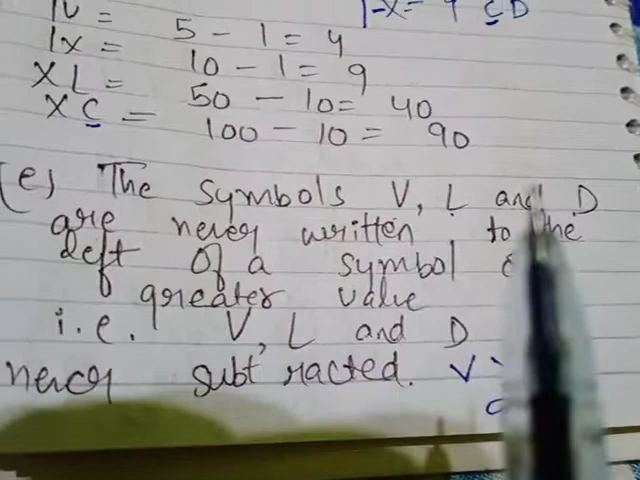 IV = 5 - 1 = 4
IX = 10 - 1 = 9
XL = 50 - 10 = 40
XC = 100 - 10 = 90
(e) The symbols V, L and D
are never written to the
left of a symbol
of greater value
i.e. V, L and D
never subtracted. V